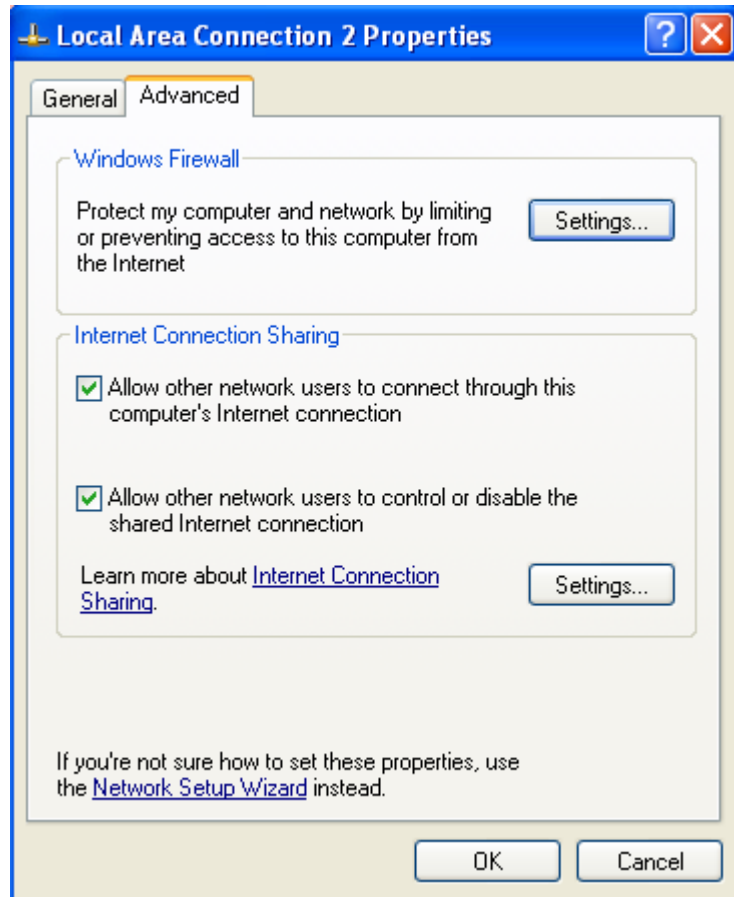 Local Area Connection 2 Properties
General
Advanced
Windows Firewall
Protect my computer and network by limiting
or preventing access to this computer from
the Internet
Settings...
Internet Connection Sharing
Allow other network users to connect through this
computer's Internet connection
Allow other network users to control or disable the
shared Internet connection
Learn more about Internet Connection
Sharing.
Settings...
If you're not sure how to set these properties, use
the Network Setup Wizard instead.
OK
Cancel